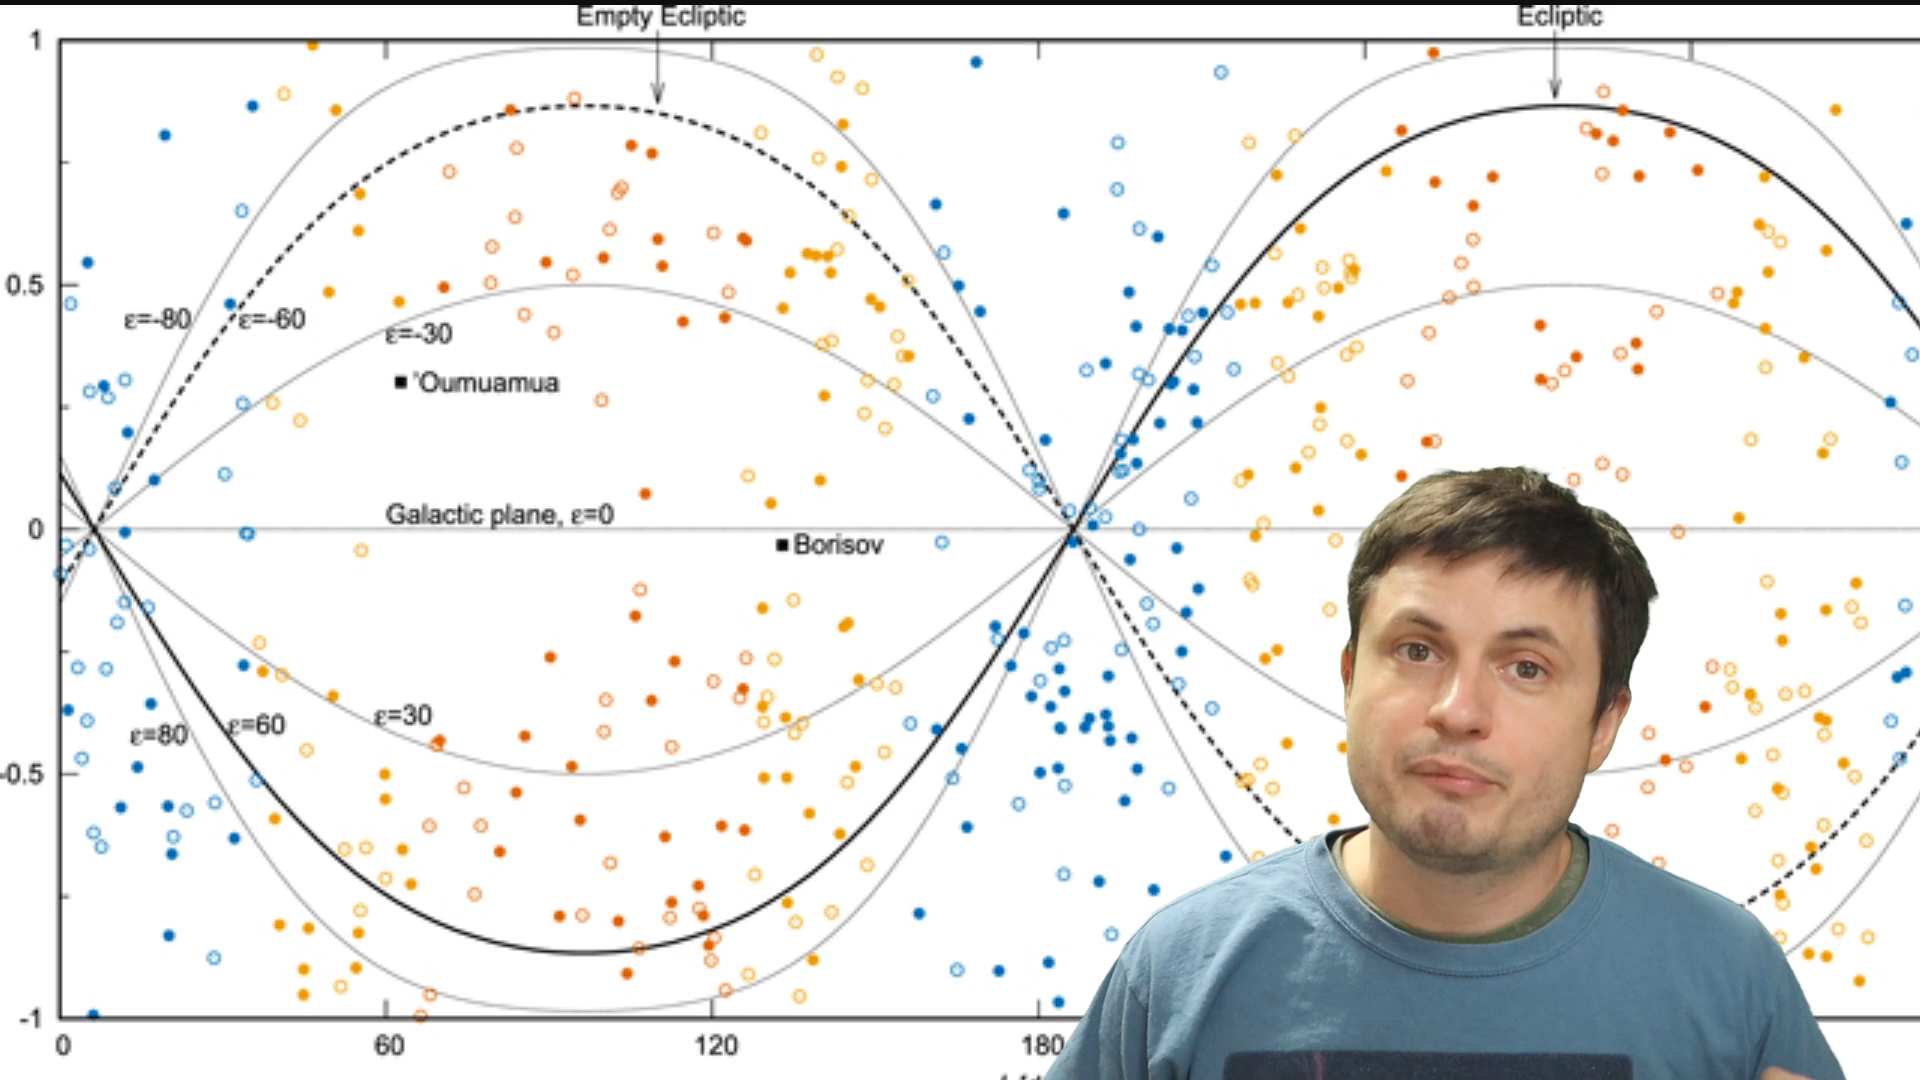 Empty Ecliptic
Ecliptic
1
0.5
ε=-80
ε=-60
ε=-30
'Oumuamua
Galactic plane, ε=0
0
Borisov
ε=30
ε=60
ε=80
-0.5
-1
0
60
120
180